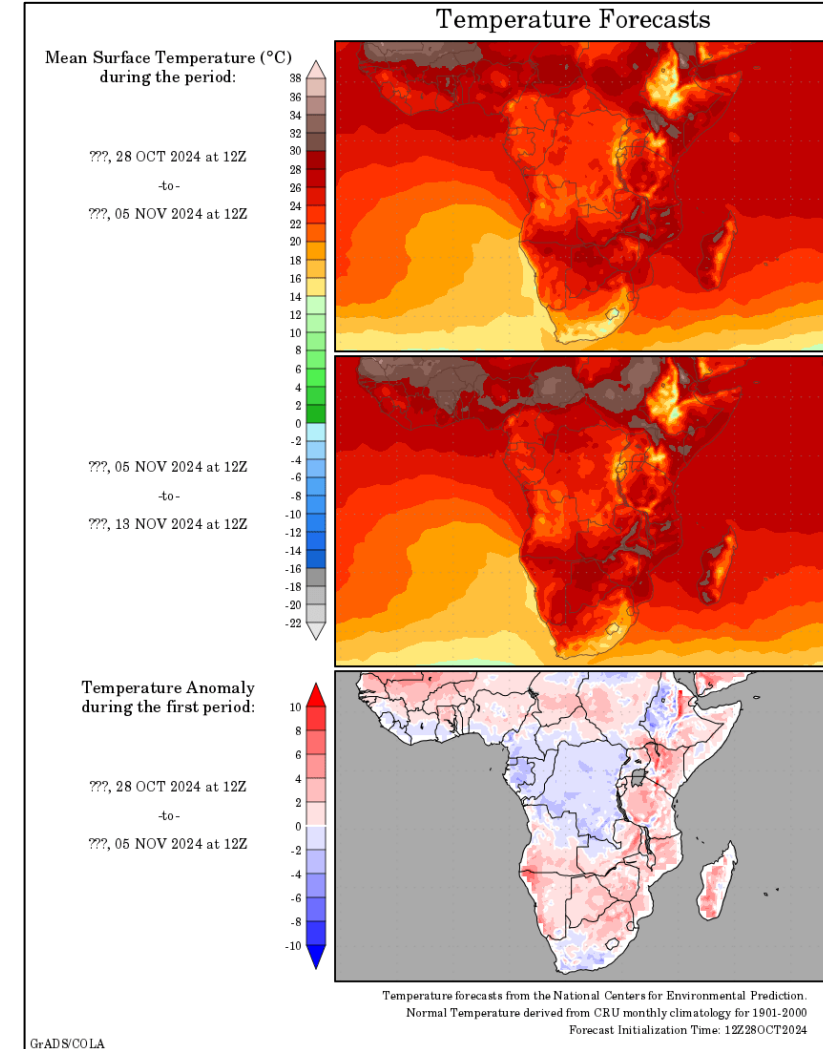 Temperature Forecasts
Mean Surface Temperature (°C)
during the period:
???, 28 OCT 2024 at 12Z
-to-
???, 05 NOV 2024 at 12Z
38
36
34
32
30
28
26
24
22
20
18
16
14
12
10
8
6
4
2
0
-2
-4
-6
-8
-10
-12
-14
-16
-18
-20
-22
???, 05 NOV 2024 at 12Z
-to-
???, 13 NOV 2024 at 12Z
Temperature Anomaly
during the first period:
???, 28 OCT 2024 at 12Z
-to-
???, 05 NOV 2024 at 12Z
10
8
6
4
2
0
-2
-4
-6
-8
-10
Temperature forecasts from the National Centers for Environmental Prediction.
Normal Temperature derived from CRU monthly climatology for 1901-2000
Forecast Initialization Time: 12Z28OCT2024
GrADS/COLA